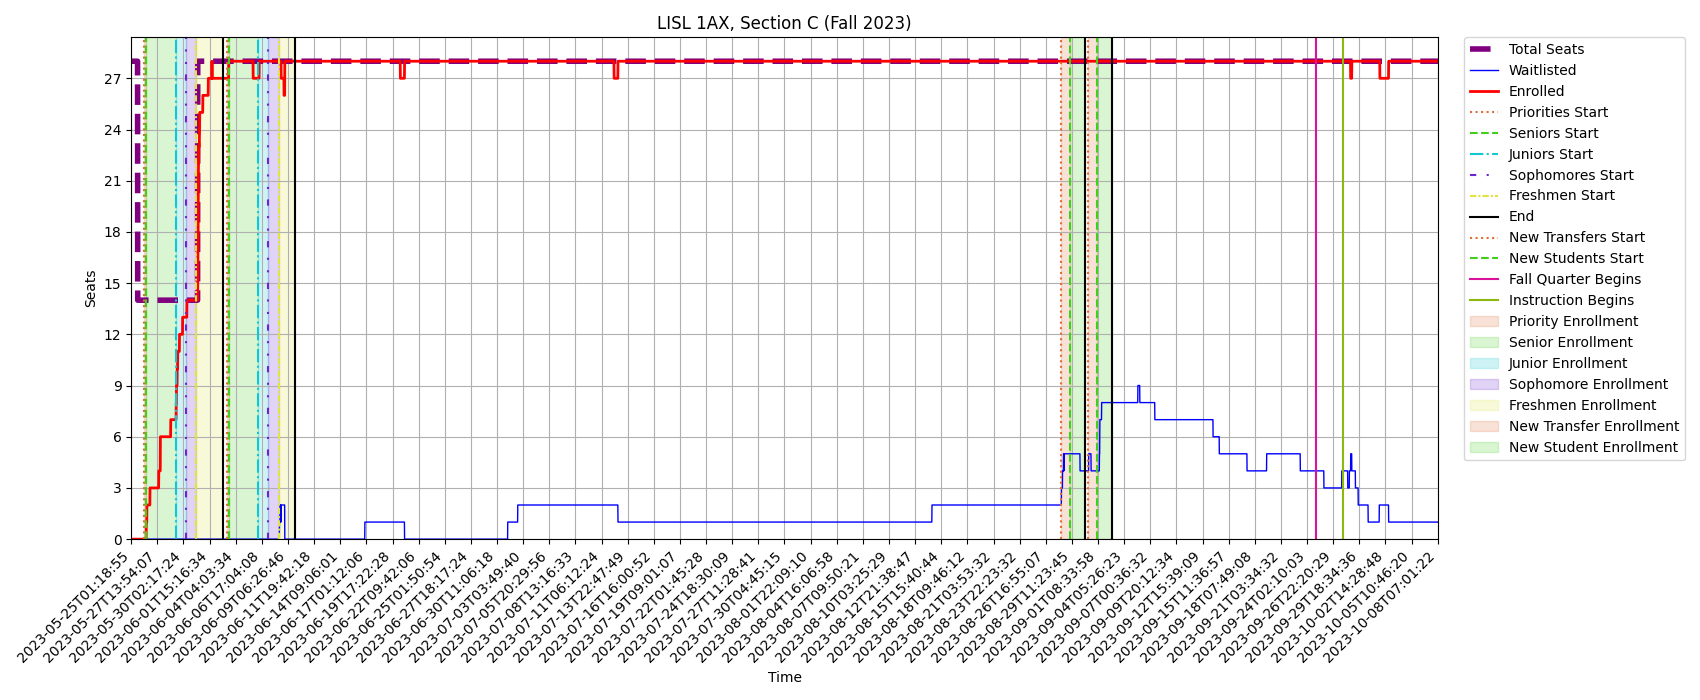 LISL 1AX, Section C (Fall 2023)
Seats
27
24
21
18
15
12
9
6
3
0
2023-05-25T01:18:55
2023-05-27T13:54:07
2023-05-30T02:17:24
2023-06-01T15:16:34
2023-06-04T04:03:34
2023-06-06T17:04:08
2023-06-09T06:26:46
2023-06-11T19:42:18
2023-06-14T09:06:01
2023-06-17T01:12:06
2023-06-19T17:22:28
2023-06-22T09:42:06
2023-06-25T01:50:54
2023-06-27T18:17:24
2023-06-30T11:06:18
2023-07-03T03:49:40
2023-07-05T20:29:56
2023-07-08T13:16:33
2023-07-11T06:12:24
2023-07-13T22:47:49
2023-07-16T16:00:52
2023-07-19T09:01:07
2023-07-22T01:45:28
2023-07-24T18:30:09
2023-07-27T11:28:41
2023-07-30T04:45:15
2023-08-01T22:09:10
2023-08-04T16:06:58
2023-08-07T09:50:21
2023-08-10T03:25:29
2023-08-12T21:38:47
2023-08-15T15:40:44
2023-08-18T09:46:12
2023-08-21T03:53:32
2023-08-23T22:23:32
2023-08-26T16:55:07
2023-08-29T11:23:45
2023-09-01T08:33:58
2023-09-04T05:26:23
2023-09-07T00:36:32
2023-09-09T20:12:34
2023-09-12T15:39:09
2023-09-15T11:36:57
2023-09-18T07:49:08
2023-09-21T03:34:32
2023-09-24T02:10:03
2023-09-26T22:20:29
2023-09-29T18:34:36
2023-10-02T14:28:48
2023-10-05T10:46:20
2023-10-08T07:01:22
Time
Total Seats
Waitlisted
Enrolled
Priorities Start
Seniors Start
Juniors Start
Sophomores Start
Freshmen Start
End
New Transfers Start
New Students Start
Fall Quarter Begins
Instruction Begins
Priority Enrollment
Senior Enrollment
Junior Enrollment
Sophomore Enrollment
Freshmen Enrollment
New Transfer Enrollment
New Student Enrollment